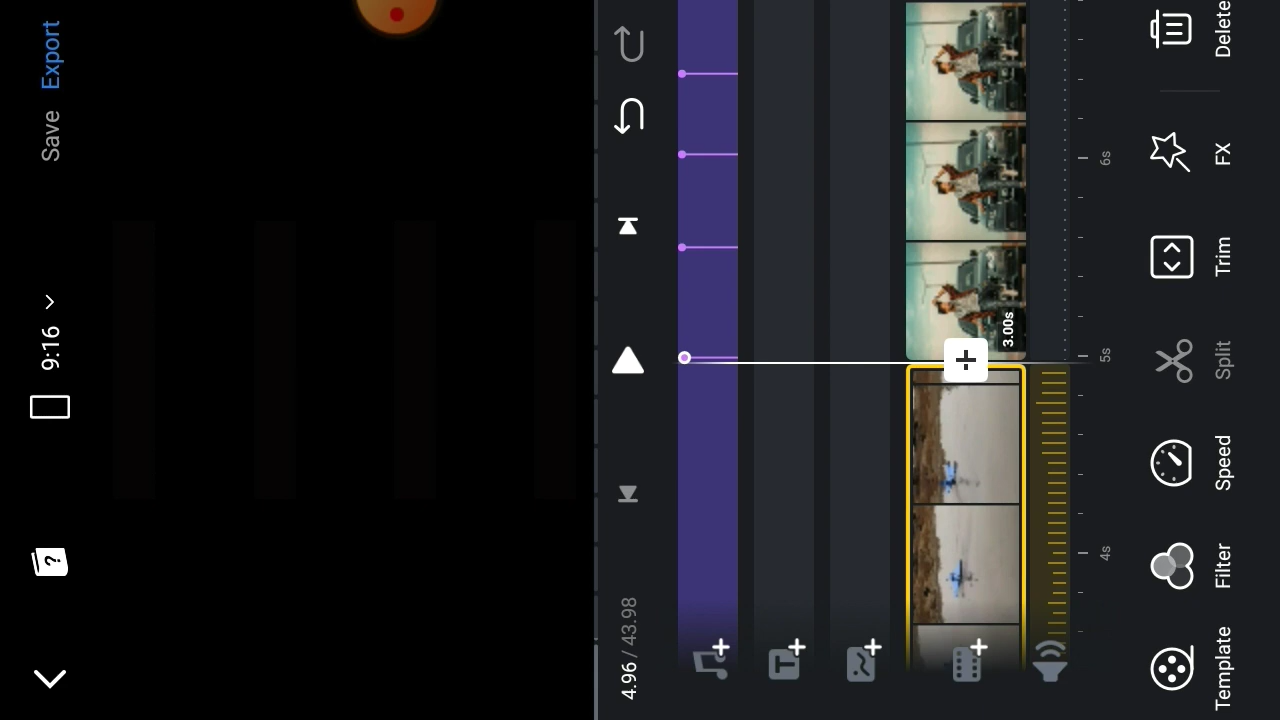 ?
9:16
Save
Export
4.96 / 43.98
T
3.00s
4s
5s
6s
Template
Filter
Speed
Split
Trim
FX
Delete